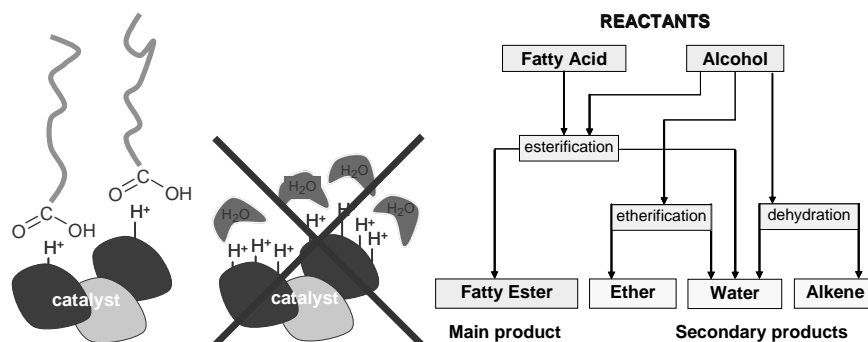 O
OH
H+
O
OH
H+
catalyst
H2O
H2O
H2O
H2O
H+
H
H+
H+
H+
H+
H+
catalyst
REACTANTS
Fatty Acid
Alcohol
esterification
etherification
dehydration
Fatty Ester
Ether
Water
Alkene
Main product
Secondary products